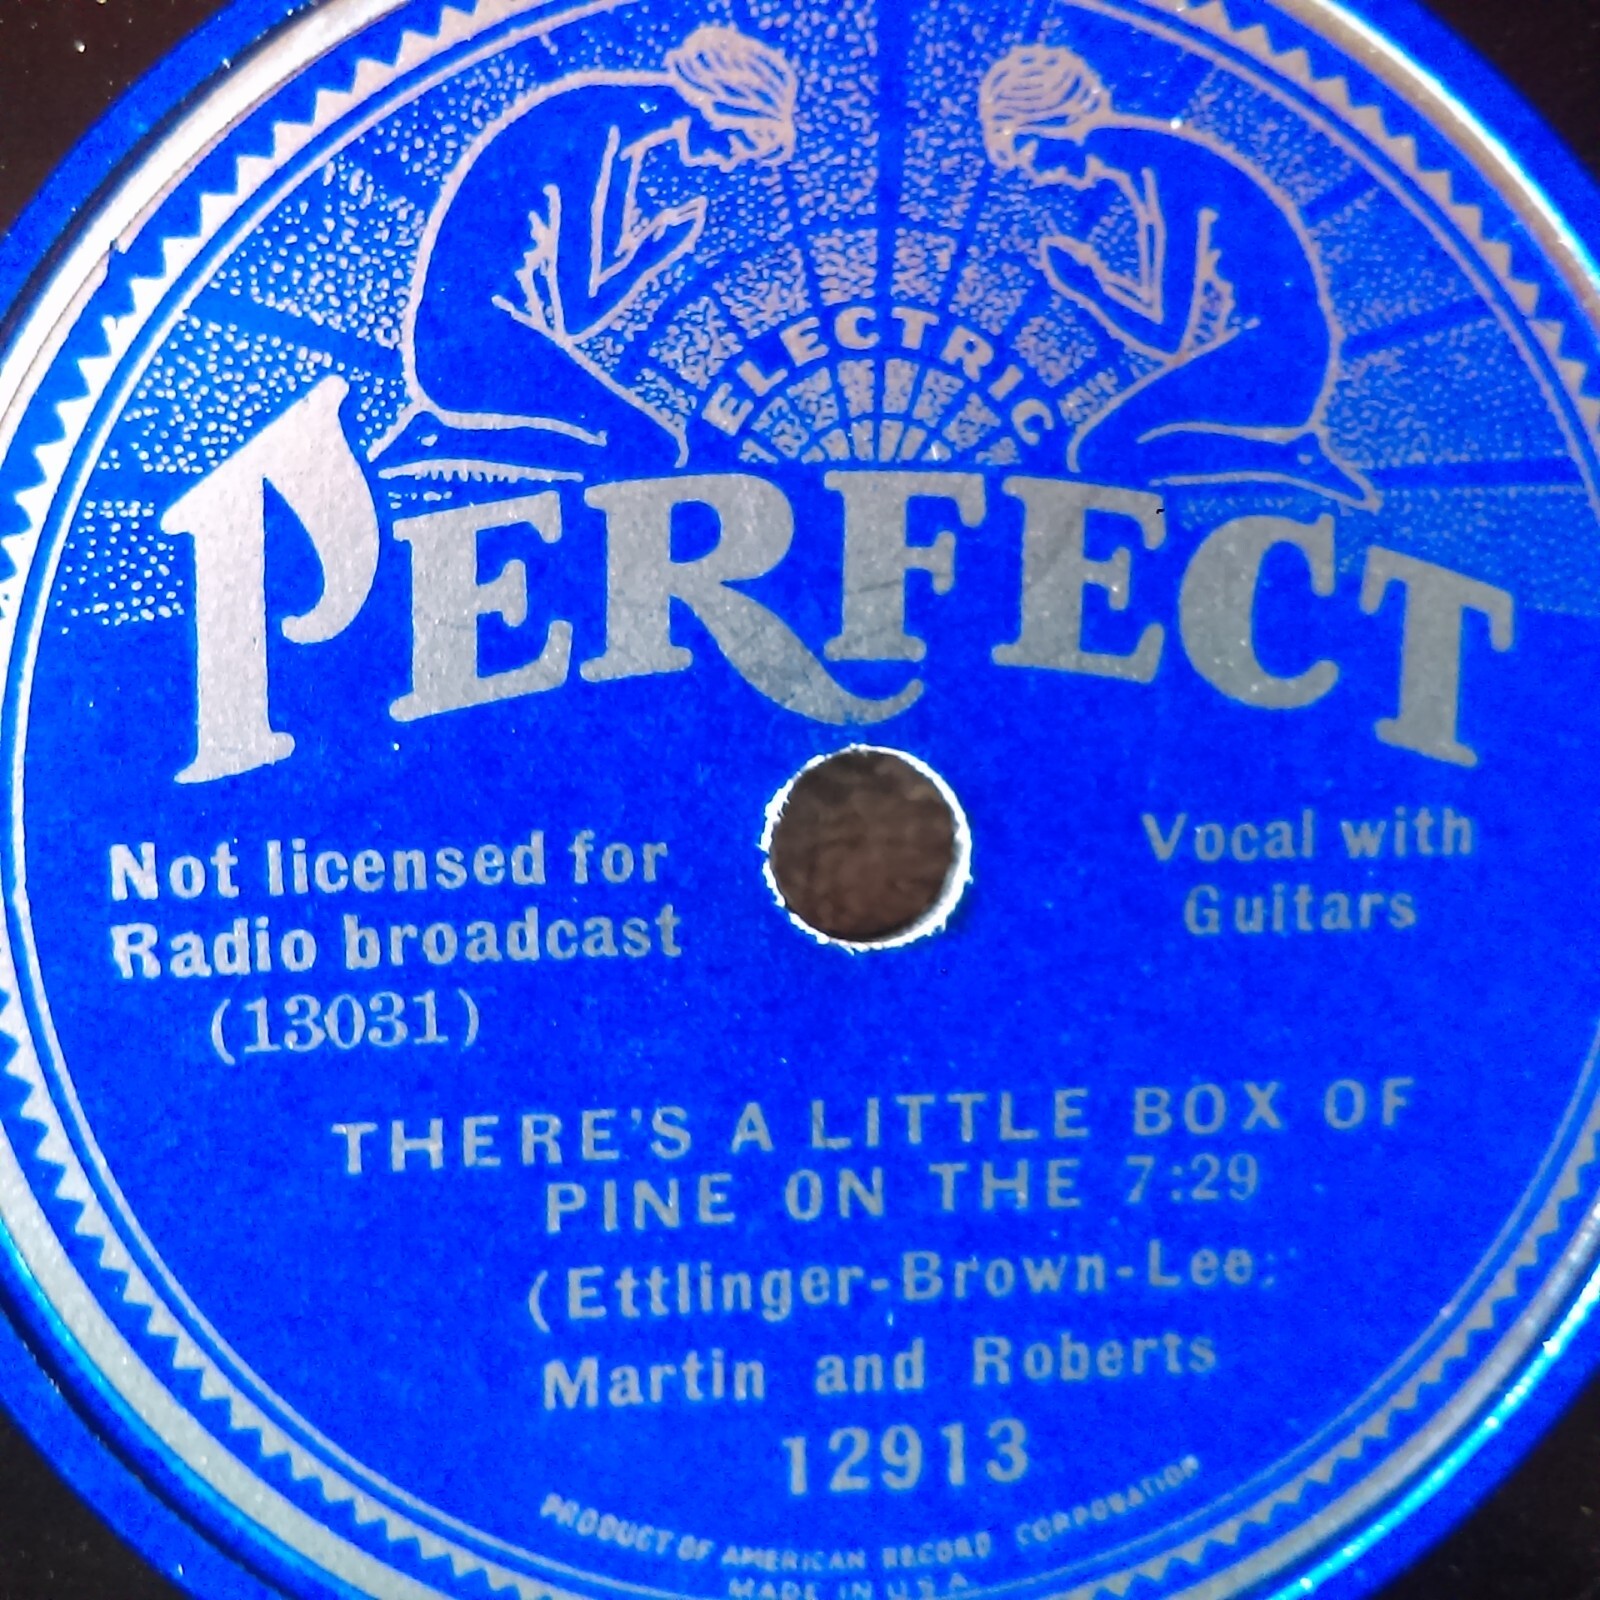 ELECTRIC
PERFECT
Not licensed for
Radio broadcast
(13031)
Vocal with
Guitars
THERE'S A LITTLE BOX OF
PINE ON THE 7:29
(Ettlinger-Brown-Lee)
Martin and Roberts
12913
PRODUCT OF AMERICAN RECORD CORPORATION
MADE IN U.S.A.